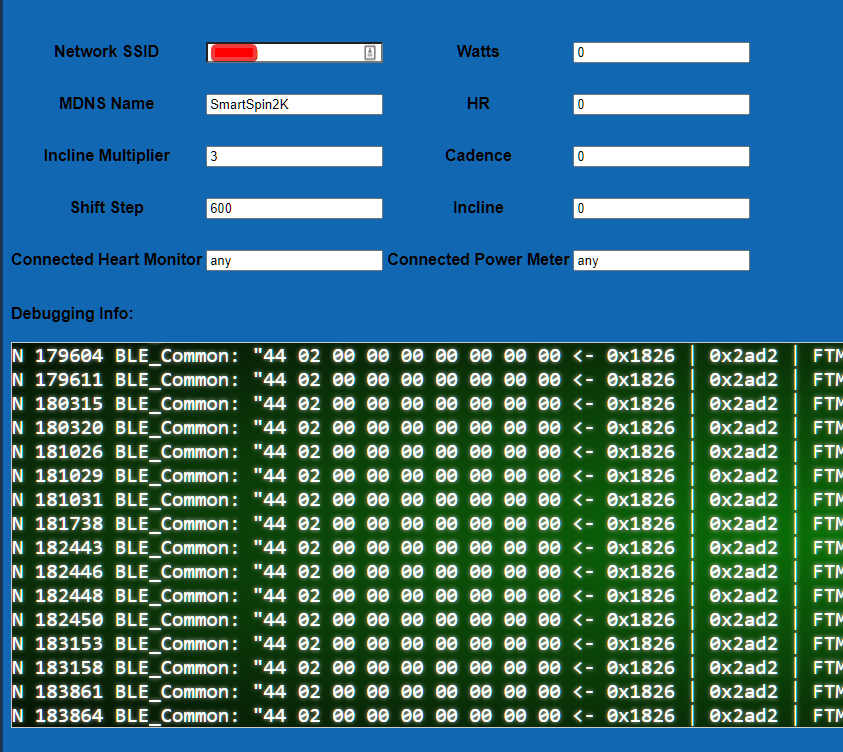 Network SSID Watts 0
MDNS Name SmartSpin2K HR 0
Incline Multiplier 3 Cadence 0
Shift Step 600 Incline 0
Connected Heart Monitor any Connected Power Meter any
Debugging Info:
N 179604 BLE_Common: "44 02 00 00 00 00 00 00 00 <- 0x1826 | 0x2ad2 | FTM
N 179611 BLE_Common: "44 02 00 00 00 00 00 00 00 <- 0x1826 | 0x2ad2 | FTM
N 180315 BLE_Common: "44 02 00 00 00 00 00 00 00 <- 0x1826 | 0x2ad2 | FTM
N 180320 BLE_Common: "44 02 00 00 00 00 00 00 00 <- 0x1826 | 0x2ad2 | FTM
N 181026 BLE_Common: "44 02 00 00 00 00 00 00 00 <- 0x1826 | 0x2ad2 | FTM
N 181029 BLE_Common: "44 02 00 00 00 00 00 00 00 <- 0x1826 | 0x2ad2 | FTM
N 181031 BLE_Common: "44 02 00 00 00 00 00 00 00 <- 0x1826 | 0x2ad2 | FTM
N 181738 BLE_Common: "44 02 00 00 00 00 00 00 00 <- 0x1826 | 0x2ad2 | FTM
N 182443 BLE_Common: "44 02 00 00 00 00 00 00 00 <- 0x1826 | 0x2ad2 | FTM
N 182446 BLE_Common: "44 02 00 00 00 00 00 00 00 <- 0x1826 | 0x2ad2 | FTM
N 182448 BLE_Common: "44 02 00 00 00 00 00 00 00 <- 0x1826 | 0x2ad2 | FTM
N 182450 BLE_Common: "44 02 00 00 00 00 00 00 00 <- 0x1826 | 0x2ad2 | FTM
N 183153 BLE_Common: "44 02 00 00 00 00 00 00 00 <- 0x1826 | 0x2ad2 | FTM
N 183158 BLE_Common: "44 02 00 00 00 00 00 00 00 <- 0x1826 | 0x2ad2 | FTM
N 183861 BLE_Common: "44 02 00 00 00 00 00 00 00 <- 0x1826 | 0x2ad2 | FTM
N 183864 BLE_Common: "44 02 00 00 00 00 00 00 00 <- 0x1826 | 0x2ad2 | FTM